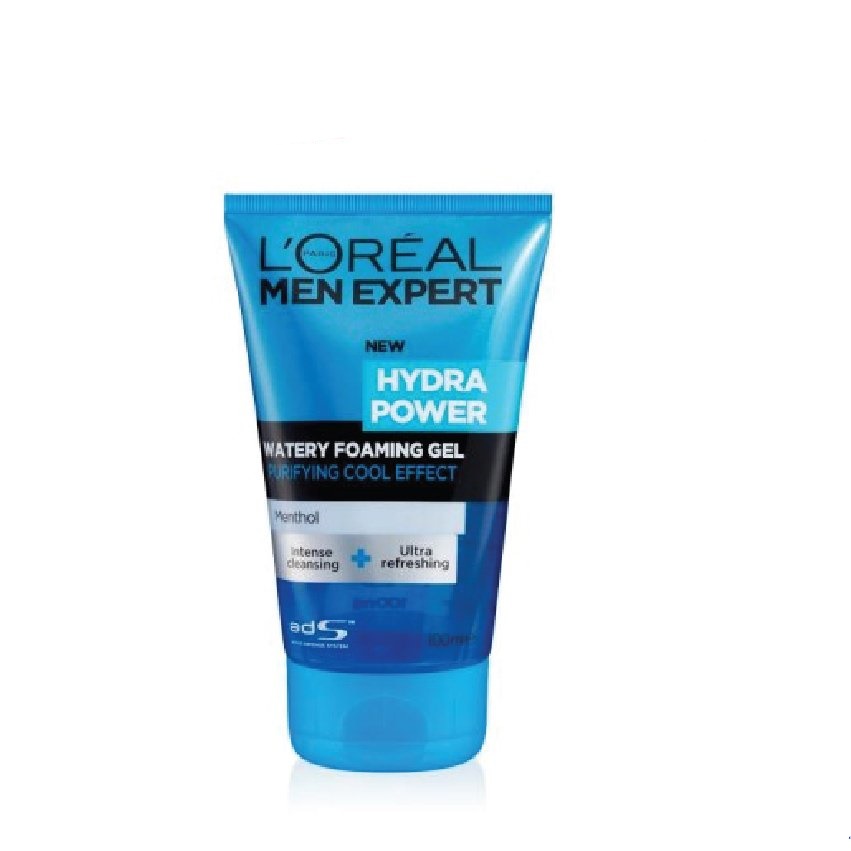 L'ORÉAL
PARIS
MEN EXPERT
NEW
HYDRA
POWER
WATERY FOAMING GEL
PURIFYING COOL EFFECT
Menthol
Intense cleansing + Ultra refreshing
adS
100ml